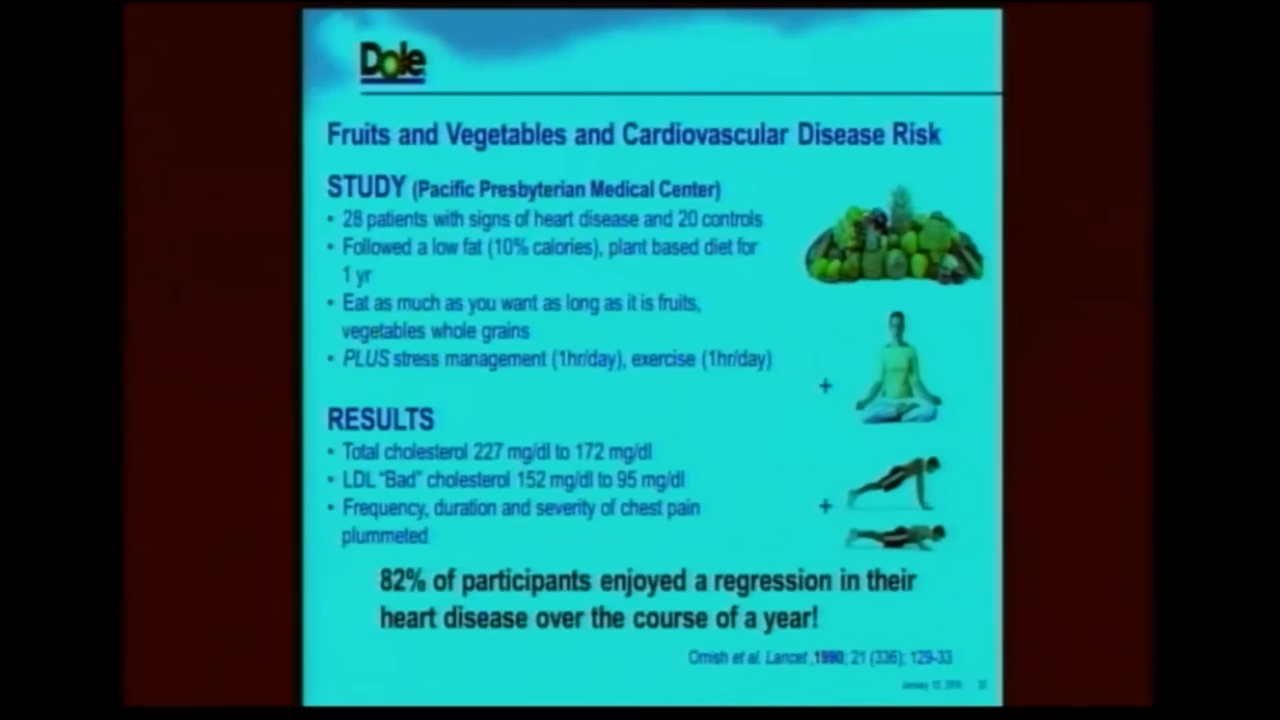 Dole
Fruits and Vegetables and Cardiovascular Disease Risk
STUDY (Pacific Presbyterian Medical Center)
• 28 patients with signs of heart disease and 20 controls
• Followed a low fat (10% calories), plant based diet for
1 yr
• Eat as much as you want as long as it is fruits,
vegetables whole grains
• PLUS stress management (1hr/day), exercise (1hr/day)
+
RESULTS
• Total cholesterol 227 mg/dl to 172 mg/dl
• LDL "Bad" cholesterol 152 mg/dl to 95 mg/dl
• Frequency, duration and severity of chest pain
plummeted
+
82% of participants enjoyed a regression in their
heart disease over the course of a year!
Ornish et al. Lancet ,1990; 21 (336); 129-33